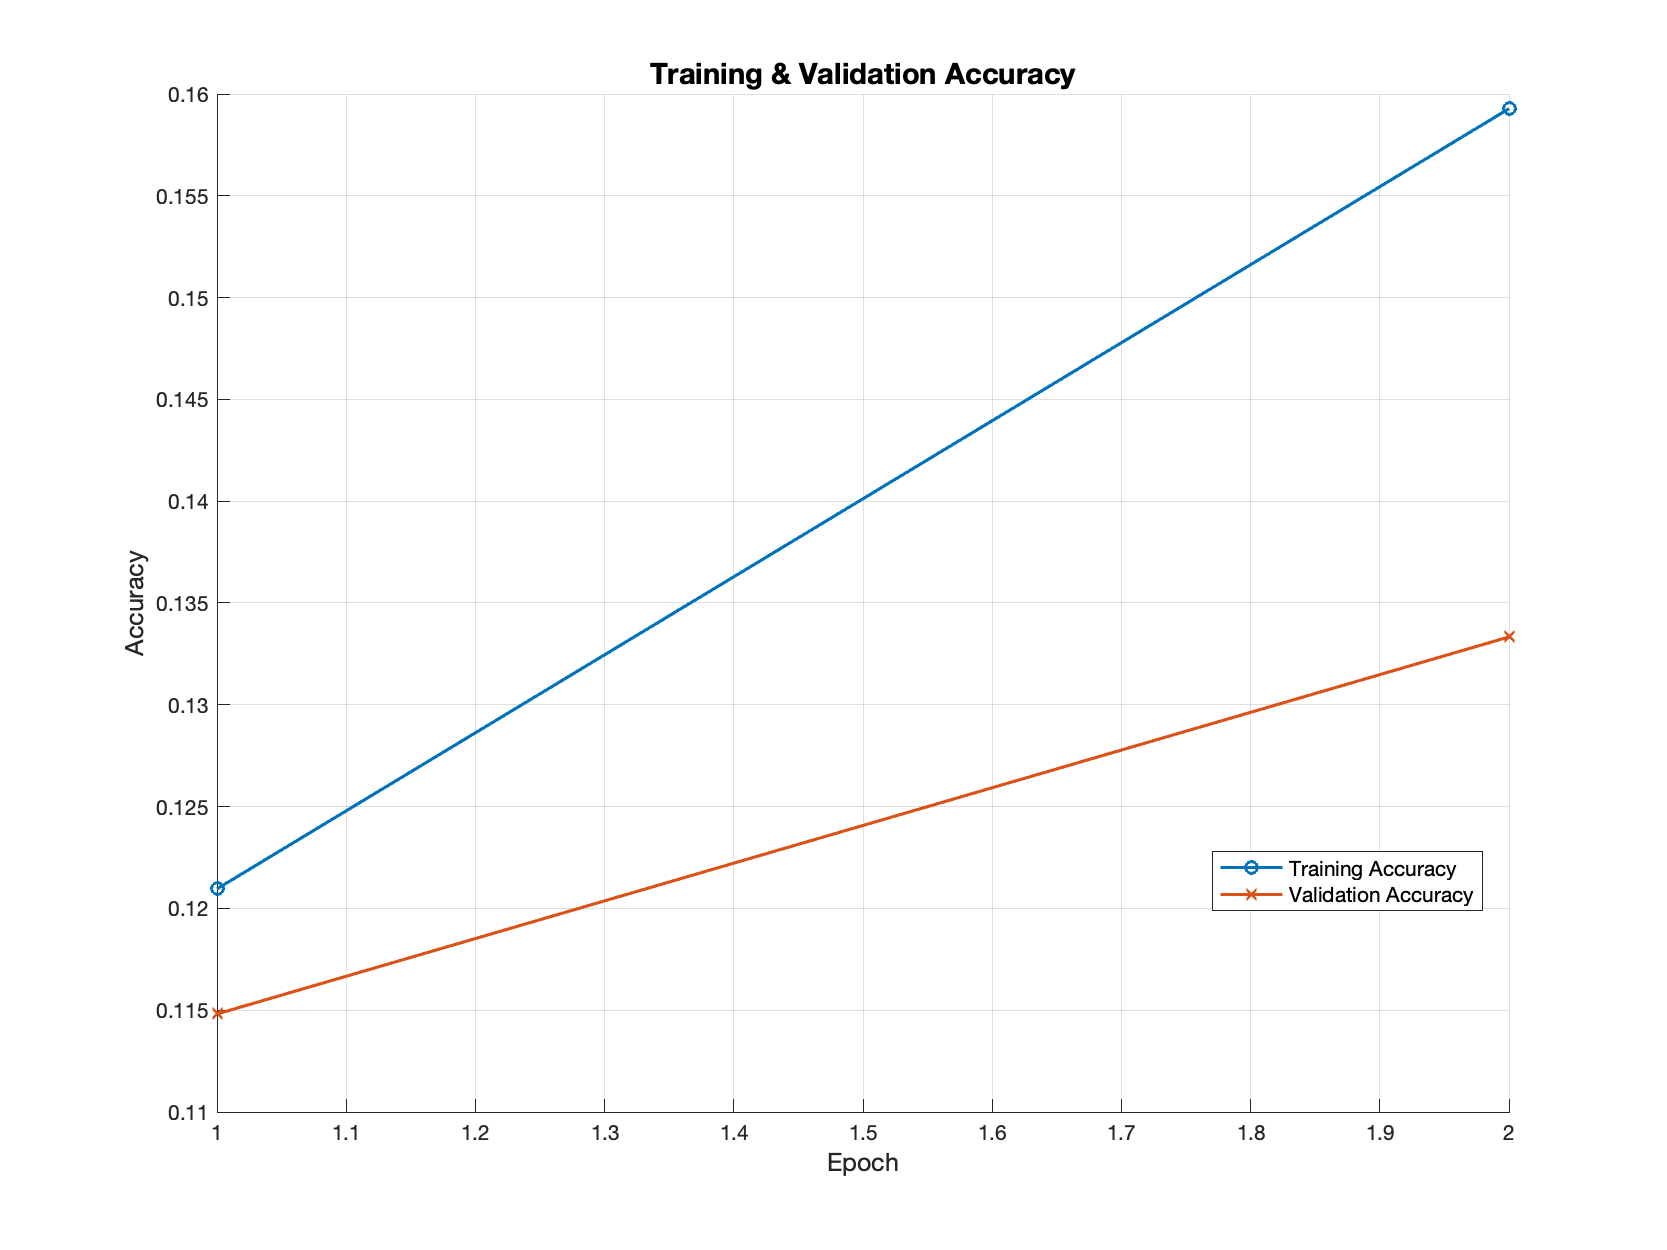 Training & Validation Accuracy
0.16
0.155
0.15
0.145
0.14
0.135
0.13
0.125
0.12
0.115
0.11
Accuracy
1 1.1 1.2 1.3 1.4 1.5 1.6 1.7 1.8 1.9 2
Epoch
Training Accuracy
Validation Accuracy